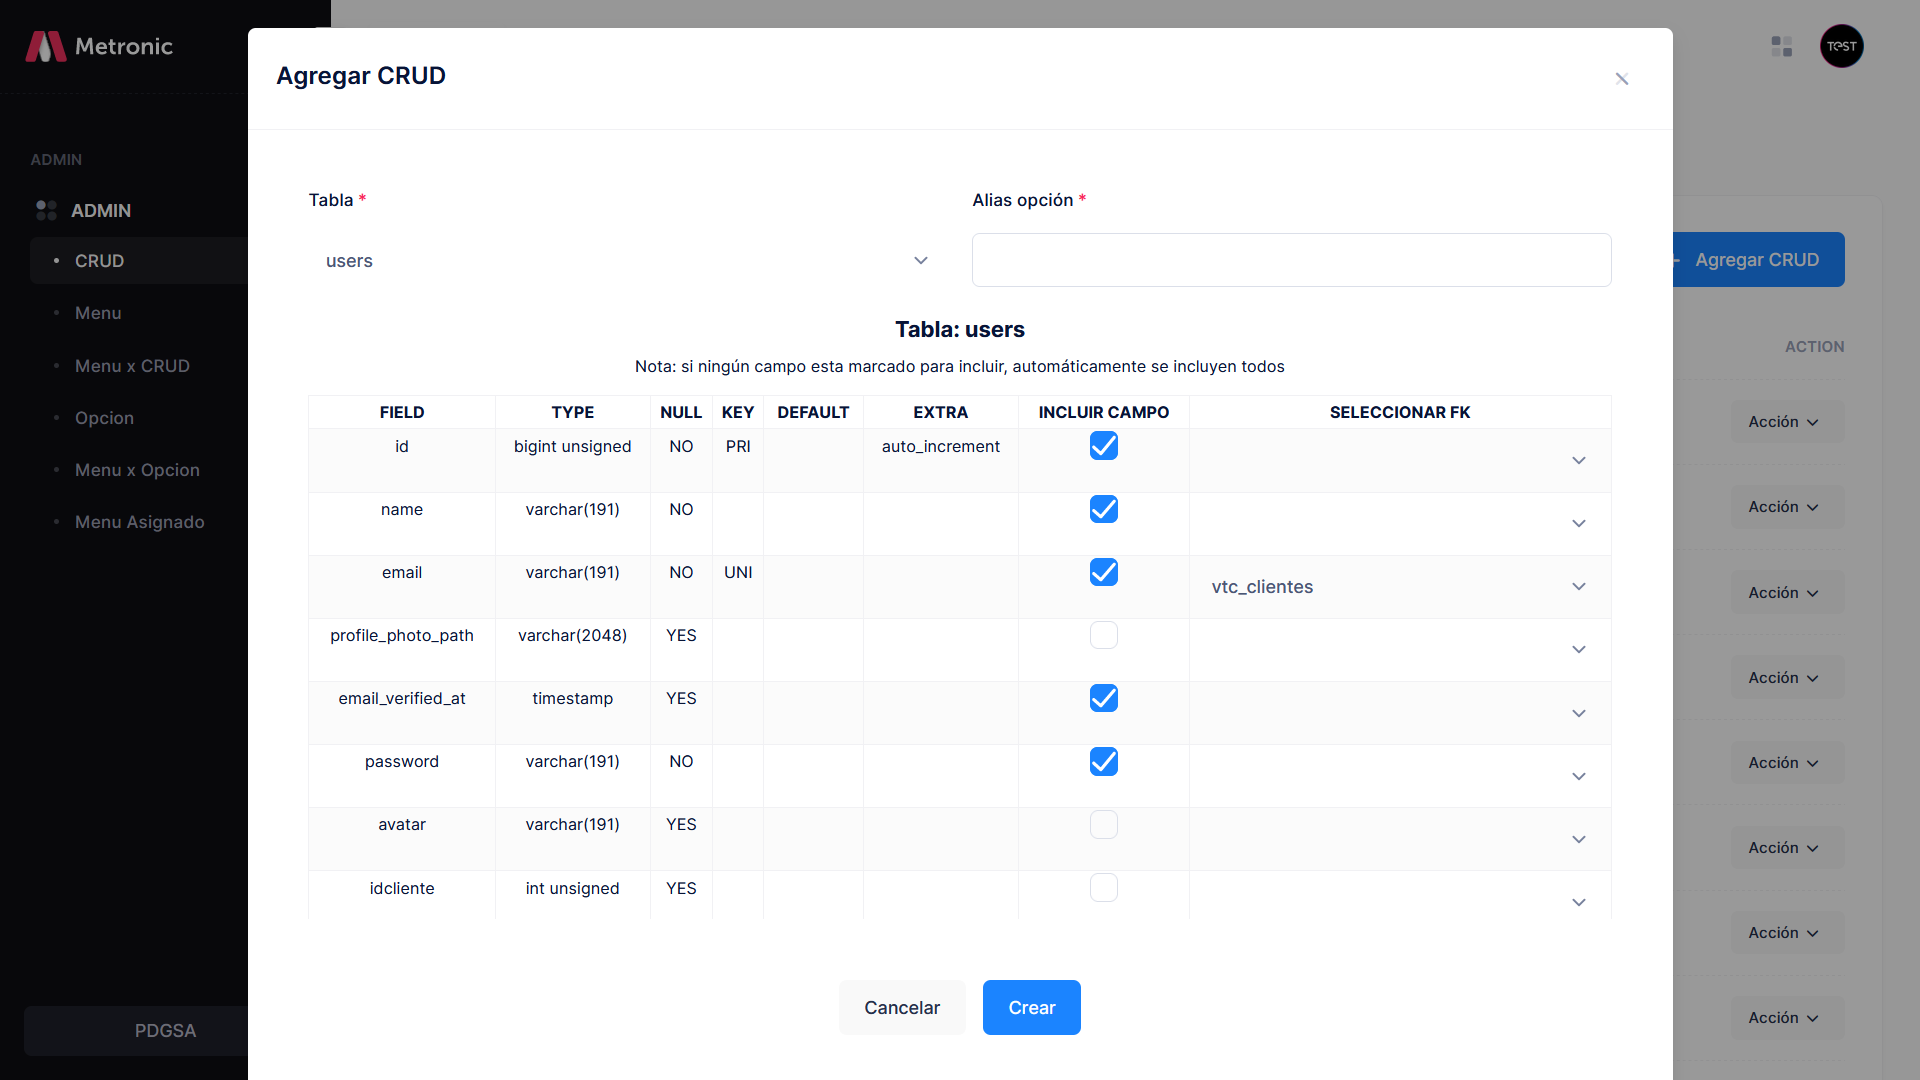 Metronic
TEST
ADMIN
ADMIN
CRUD
Menu
Menu x CRUD
Opcion
Menu x Opcion
Menu Asignado
PDGSA
Agregar CRUD
Tabla *
Alias opción *
users
Tabla: users
Nota: si ningún campo esta marcado para incluir, automáticamente se incluyen todos
FIELD TYPE NULL KEY DEFAULT EXTRA INCLUIR CAMPO SELECCIONAR FK
id bigint unsigned NO PRI auto_increment
name varchar(191) NO
email varchar(191) NO UNI vtc_clientes
profile_photo_path varchar(2048) YES
email_verified_at timestamp YES
password varchar(191) NO
avatar varchar(191) YES
idcliente int unsigned YES
Cancelar Crear
Agregar CRUD
ACTION
Acción
Acción
Acción
Acción
Acción
Acción
Acción
Acción